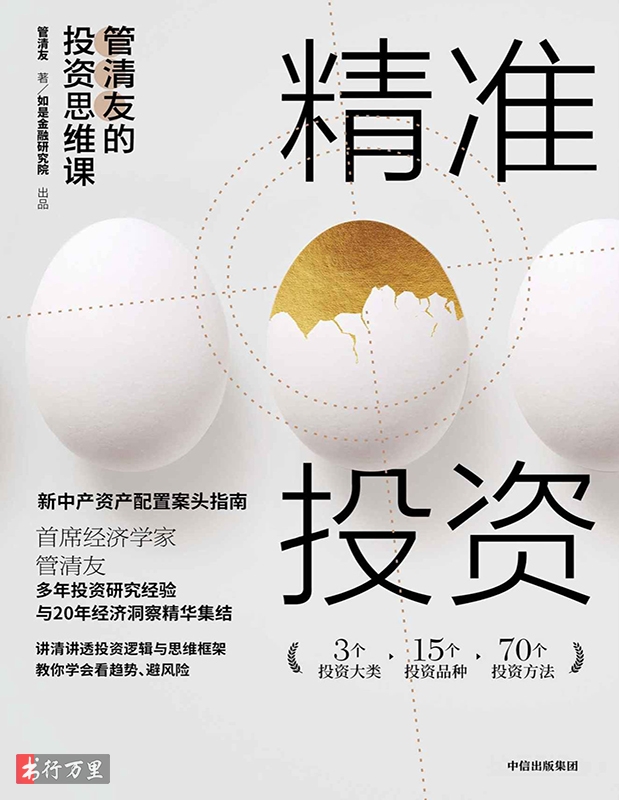 精准
投资
管清友的
投资思维课
管清友 著／如是金融研究院 出品
新中产资产配置案头指南
首席经济学家
管清友
多年投资研究经验
与20年经济洞察精华集结
讲清讲透投资逻辑与思维框架
教你学会看趋势、避风险
3个
投资大类
15个
投资品种
70个
投资方法
书行万里
中信出版集团